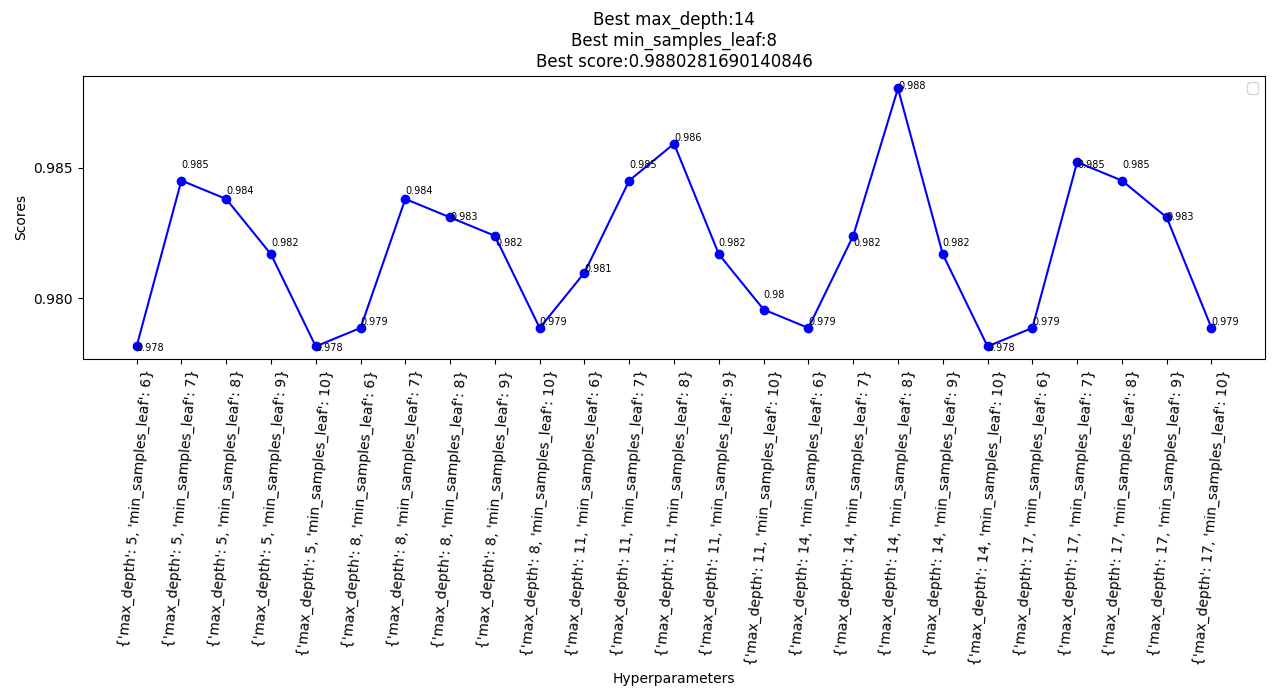 Best max_depth:14
Best min_samples_leaf:8
Best score:0.9880281690140846
Scores
0.985
0.980
0.978
0.985
0.984
0.982
0.978
0.979
0.984
0.983
0.982
0.979
0.981
0.985
0.986
0.982
0.98
0.979
0.982
0.988
0.982
0.978
0.979
0.985
0.985
0.983
0.979
{'max_depth': 5, 'min_samples_leaf': 6}
{'max_depth': 5, 'min_samples_leaf': 7}
{'max_depth': 5, 'min_samples_leaf': 8}
{'max_depth': 5, 'min_samples_leaf': 9}
{'max_depth': 5, 'min_samples_leaf': 10}
{'max_depth': 8, 'min_samples_leaf': 6}
{'max_depth': 8, 'min_samples_leaf': 7}
{'max_depth': 8, 'min_samples_leaf': 8}
{'max_depth': 8, 'min_samples_leaf': 9}
{'max_depth': 8, 'min_samples_leaf': 10}
{'max_depth': 11, 'min_samples_leaf': 6}
{'max_depth': 11, 'min_samples_leaf': 7}
{'max_depth': 11, 'min_samples_leaf': 8}
{'max_depth': 11, 'min_samples_leaf': 9}
{'max_depth': 11, 'min_samples_leaf': 10}
{'max_depth': 14, 'min_samples_leaf': 6}
{'max_depth': 14, 'min_samples_leaf': 7}
{'max_depth': 14, 'min_samples_leaf': 8}
{'max_depth': 14, 'min_samples_leaf': 9}
{'max_depth': 14, 'min_samples_leaf': 10}
{'max_depth': 17, 'min_samples_leaf': 6}
{'max_depth': 17, 'min_samples_leaf': 7}
{'max_depth': 17, 'min_samples_leaf': 8}
{'max_depth': 17, 'min_samples_leaf': 9}
{'max_depth': 17, 'min_samples_leaf': 10}
Hyperparameters